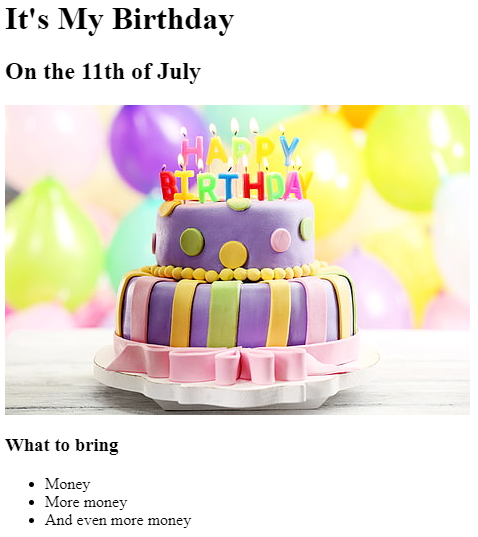 It's My Birthday
On the 11th of July
HAPPY
BIRTHDAY
What to bring
Money
More money
And even more money